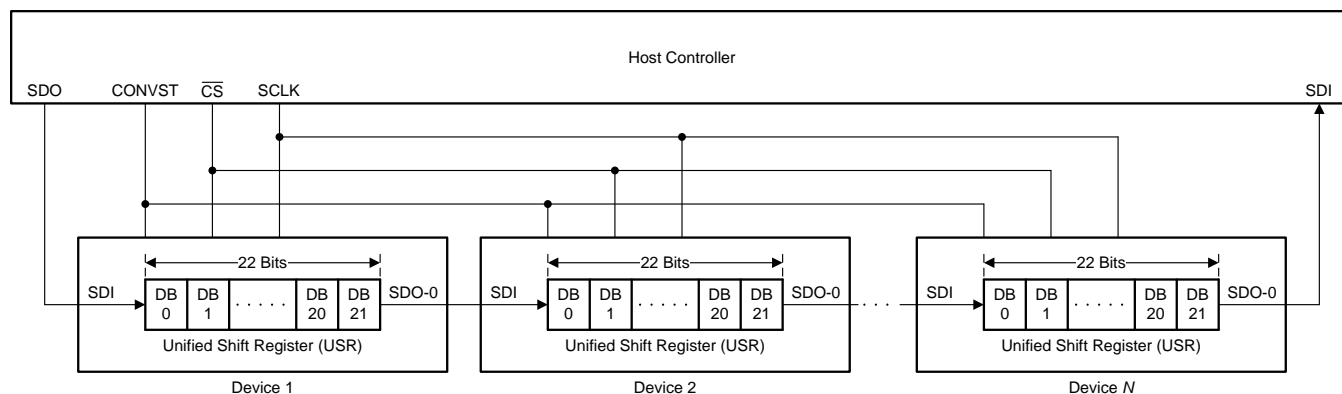 Host Controller
SDO CONVST CS SCLK SDI
22 Bits 22 Bits 22 Bits
SDI DB 0 DB 1 . . . . . DB 20 DB 21 SDO-0 SDI DB 0 DB 1 . . . . . DB 20 DB 21 SDO-0 . . . . SDI DB 0 DB 1 . . . . . DB 20 DB 21 SDO-0
Unified Shift Register (USR) Unified Shift Register (USR) Unified Shift Register (USR)
Device 1 Device 2 Device N